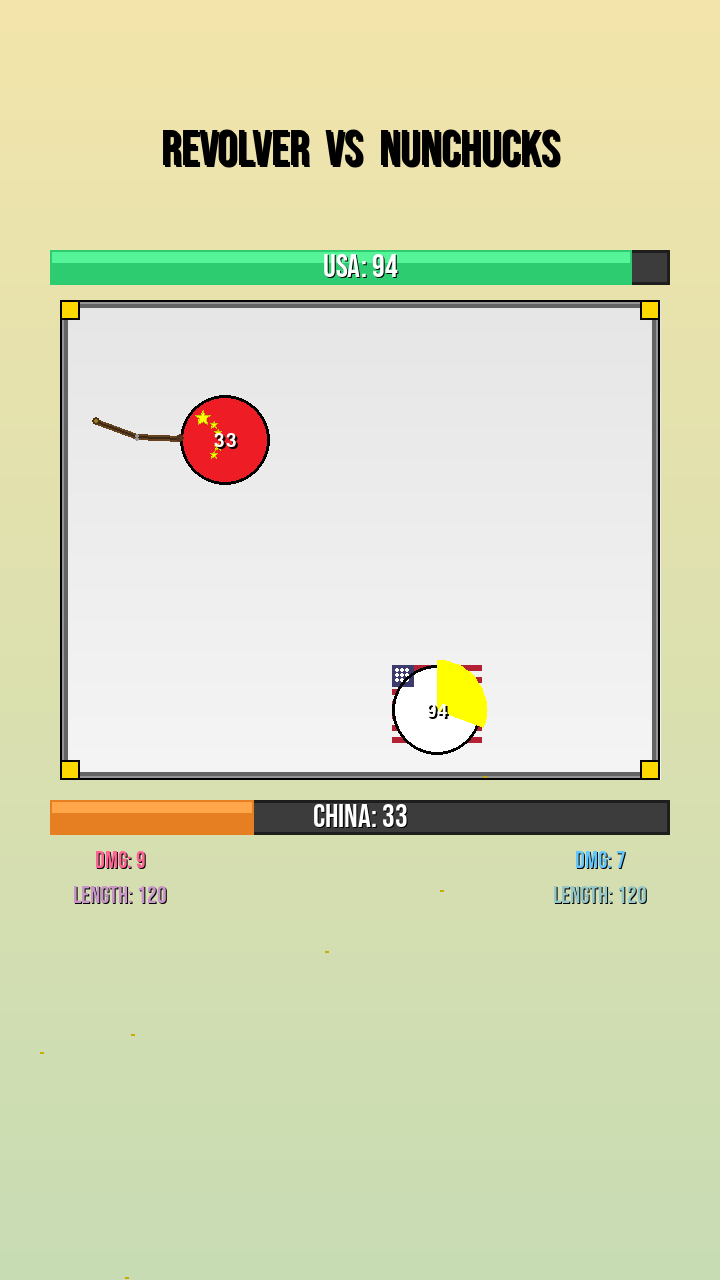 REVOLVER VS NUNCHUCKS
USA: 94
33
94
CHINA: 33
DMG: 9
DMG: 7
LENGTH: 120
LENGTH: 120